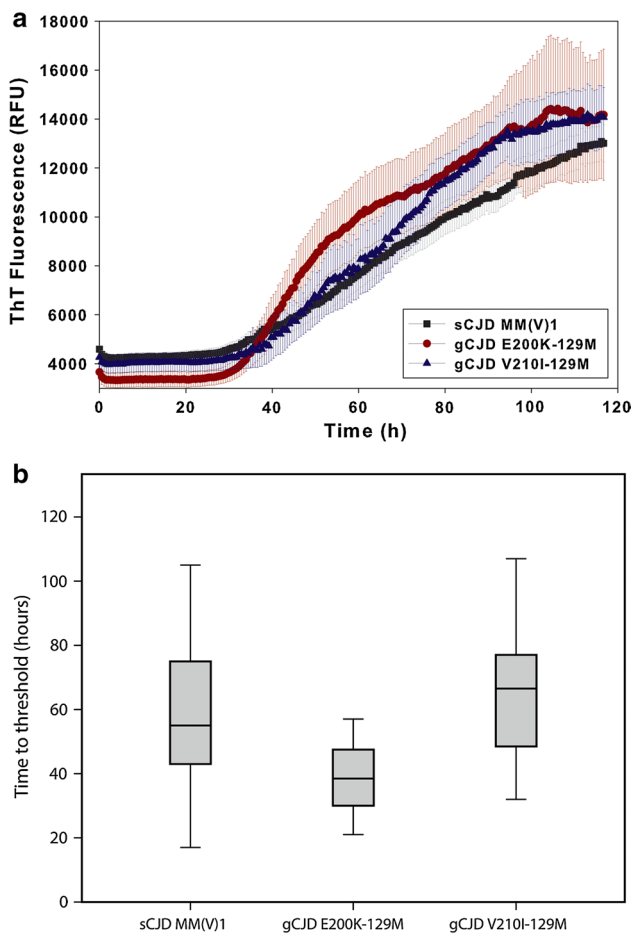 a
18000
16000
14000
12000
10000
8000
6000
4000
ThT Fluorescence (RFU)
sCJD MM(V)1
gCJD E200K-129M
gCJD V210I-129M
0 20 40 60 80 100 120
Time (h)
b
120
100
80
60
40
20
0
Time to threshold (hours)
sCJD MM(V)1 gCJD E200K-129M gCJD V210I-129M